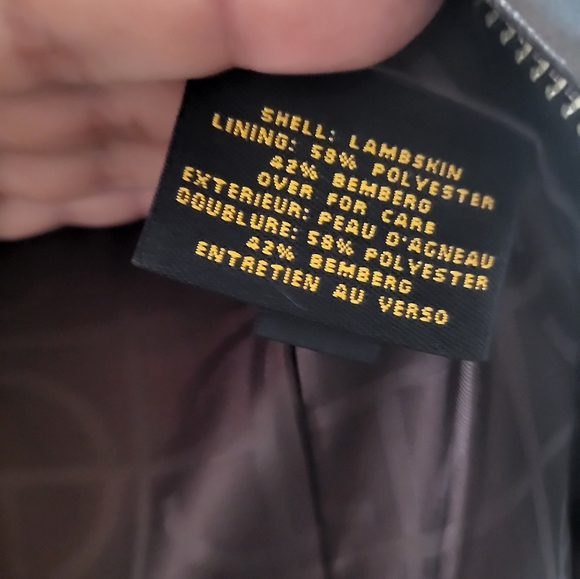 SHELL: LAMBSKIN
LINING: 58% POLYESTER
42% BEMBERG
OVER FOR CARE
EXTERIEUR: PEAU D'AGNEAU
DOUBLURE: 58% POLYESTER
42% BEMBERG
ENTRETIEN AU VERSO